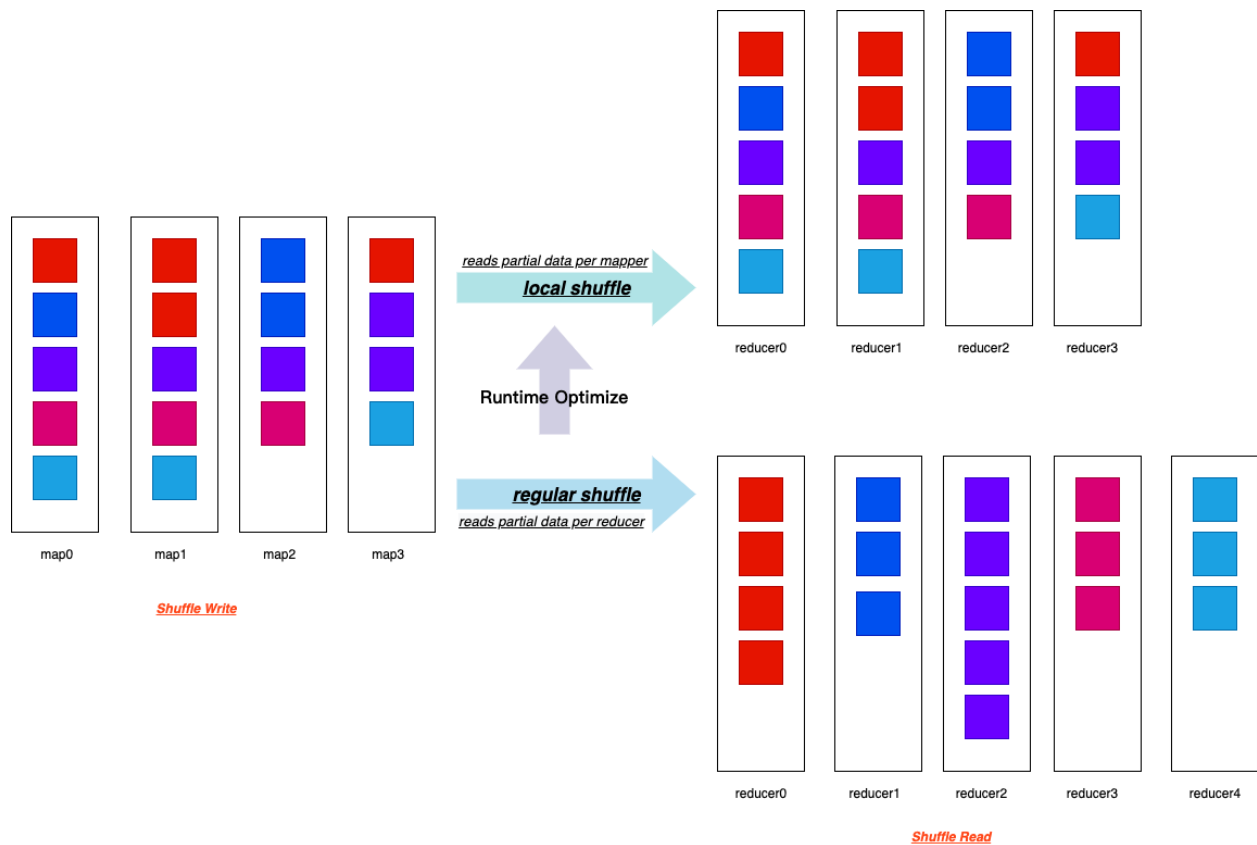 reducer0
reducer1
reducer2
reducer3
reads partial data per mapper
local shuffle
Runtime Optimize
regular shuffle
reads partial data per reducer
map0
map1
map2
map3
Shuffle Write
reducer0
reducer1
reducer2
reducer3
reducer4
Shuffle Read